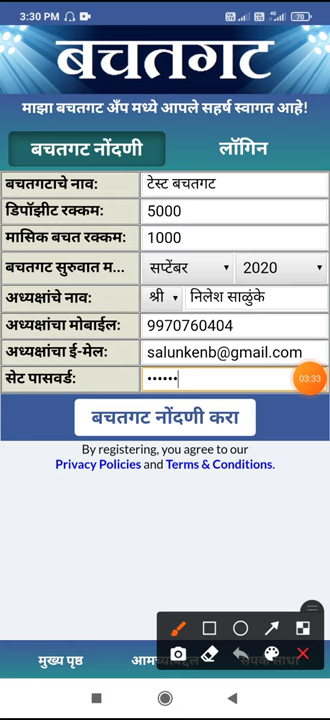 3:30 PM
70
बचतगट
माझा बचतगट अँप मध्ये आपले सहर्ष स्वागत आहे!
बचतगट नोंदणी लॉगिन
बचतगटाचे नाव: टेस्ट बचतगट
डिपॉझीट रक्कम: 5000
मासिक बचत रक्कम: 1000
बचतगट सुरुवात म... सप्टेंबर 2020
अध्यक्षांचे नाव: श्री निलेश साळुंके
अध्यक्षांचा मोबाईल: 9970760404
अध्यक्षांचा ई-मेल: salunkenb@gmail.com
सेट पासवर्ड: ••••••
03:33
बचतगट नोंदणी करा
By registering, you agree to our
Privacy Policies and Terms & Conditions.
मुख्य पृष्ठ